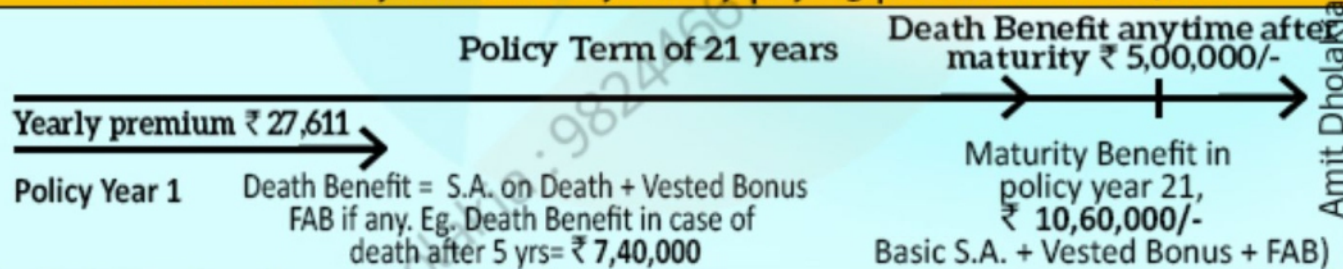 Policy Term of 21 years
Death Benefit anytime after
maturity ₹ 5,00,000/-
Yearly premium ₹ 27,611
Policy Year 1
Death Benefit = S.A. on Death + Vested Bonus
FAB if any. Eg. Death Benefit in case of
death after 5 yrs= ₹ 7,40,000
Maturity Benefit in
policy year 21,
₹ 10,60,000/-
Basic S.A. + Vested Bonus + FAB)
Amit Dholakia